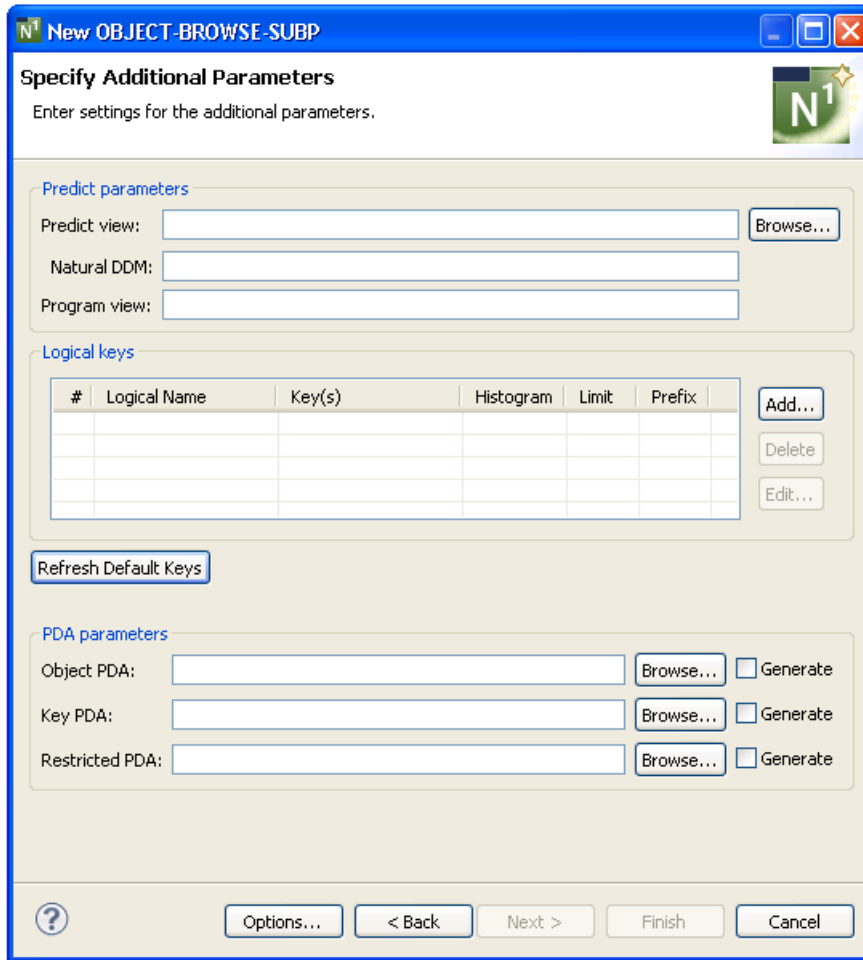 N1 New OBJECT-BROWSE-SUBP
Specify Additional Parameters
Enter settings for the additional parameters.
N1
Predict parameters
Predict view: Browse...
Natural DDM:
Program view:
Logical keys
# Logical Name Key(s) Histogram Limit Prefix
Add...
Delete
Edit...
Refresh Default Keys
PDA parameters
Object PDA: Browse... Generate
Key PDA: Browse... Generate
Restricted PDA: Browse... Generate
? Options... < Back Next > Finish Cancel